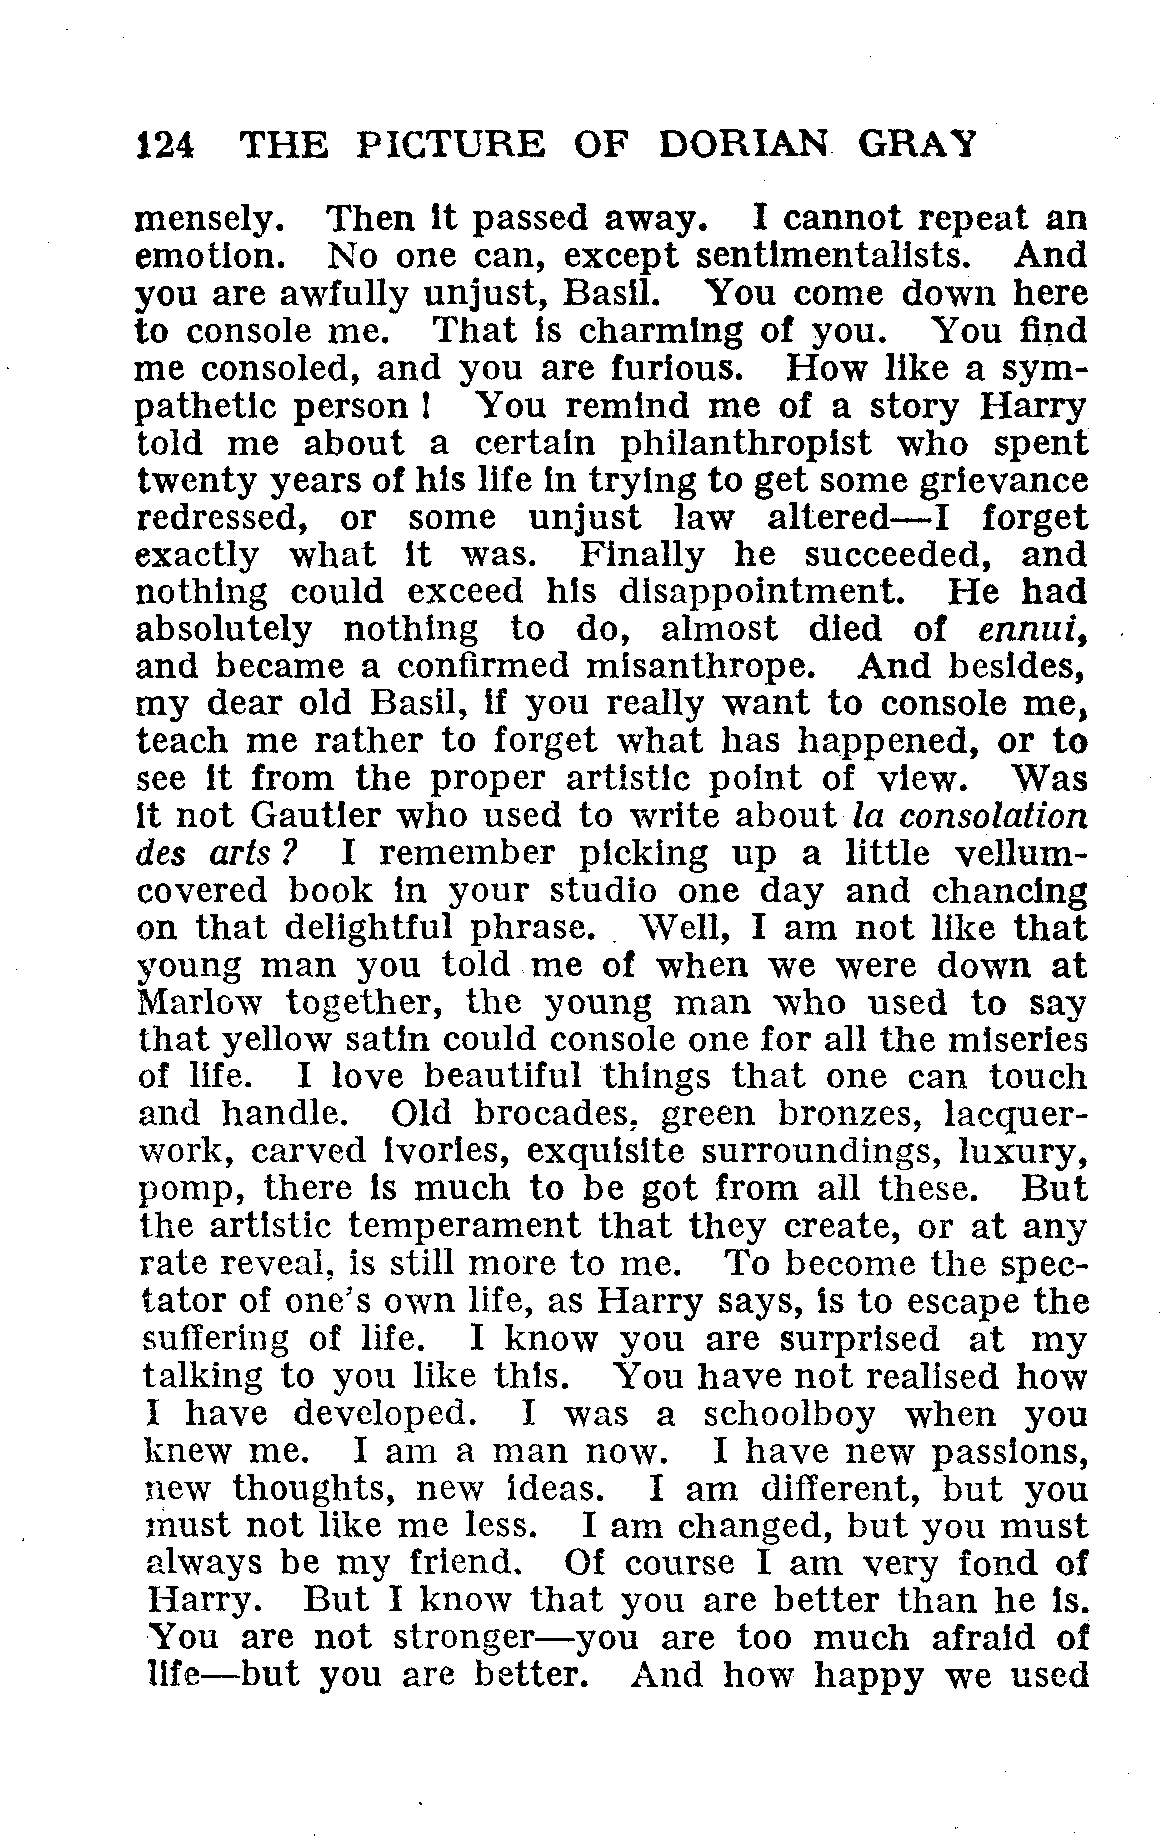 124 THE PICTURE OF DORIAN GRAY
mensely. Then it passed away. I cannot repeat an
emotion. No one can, except sentimentalists. And
you are awfully unjust, Basil. You come down here
to console me. That is charming of you. You find
me consoled, and you are furious. How like a sym-
pathetic person! You remind me of a story Harry
told me about a certain philanthropist who spent
twenty years of his life in trying to get some grievance
redressed, or some unjust law altered—I forget
exactly what it was. Finally he succeeded, and
nothing could exceed his disappointment. He had
absolutely nothing to do, almost died of ennui,
and became a confirmed misanthrope. And besides,
my dear old Basil, if you really want to console me,
teach me rather to forget what has happened, or to
see it from the proper artistic point of view. Was
it not Gautier who used to write about la consolation
des arts? I remember picking up a little vellum-
covered book in your studio one day and chancing
on that delightful phrase. Well, I am not like that
young man you told me of when we were down at
Marlow together, the young man who used to say
that yellow satin could console one for all the miseries
of life. I love beautiful things that one can touch
and handle. Old brocades, green bronzes, lacquer-
work, carved ivories, exquisite surroundings, luxury,
pomp, there is much to be got from all these. But
the artistic temperament that they create, or at any
rate reveal, is still more to me. To become the spec-
tator of one's own life, as Harry says, is to escape the
suffering of life. I know you are surprised at my
talking to you like this. You have not realised how
I have developed. I was a schoolboy when you
knew me. I am a man now. I have new passions,
new thoughts, new ideas. I am different, but you
must not like me less. I am changed, but you must
always be my friend. Of course I am very fond of
Harry. But I know that you are better than he is.
You are not stronger—you are too much afraid of
life—but you are better. And how happy we used